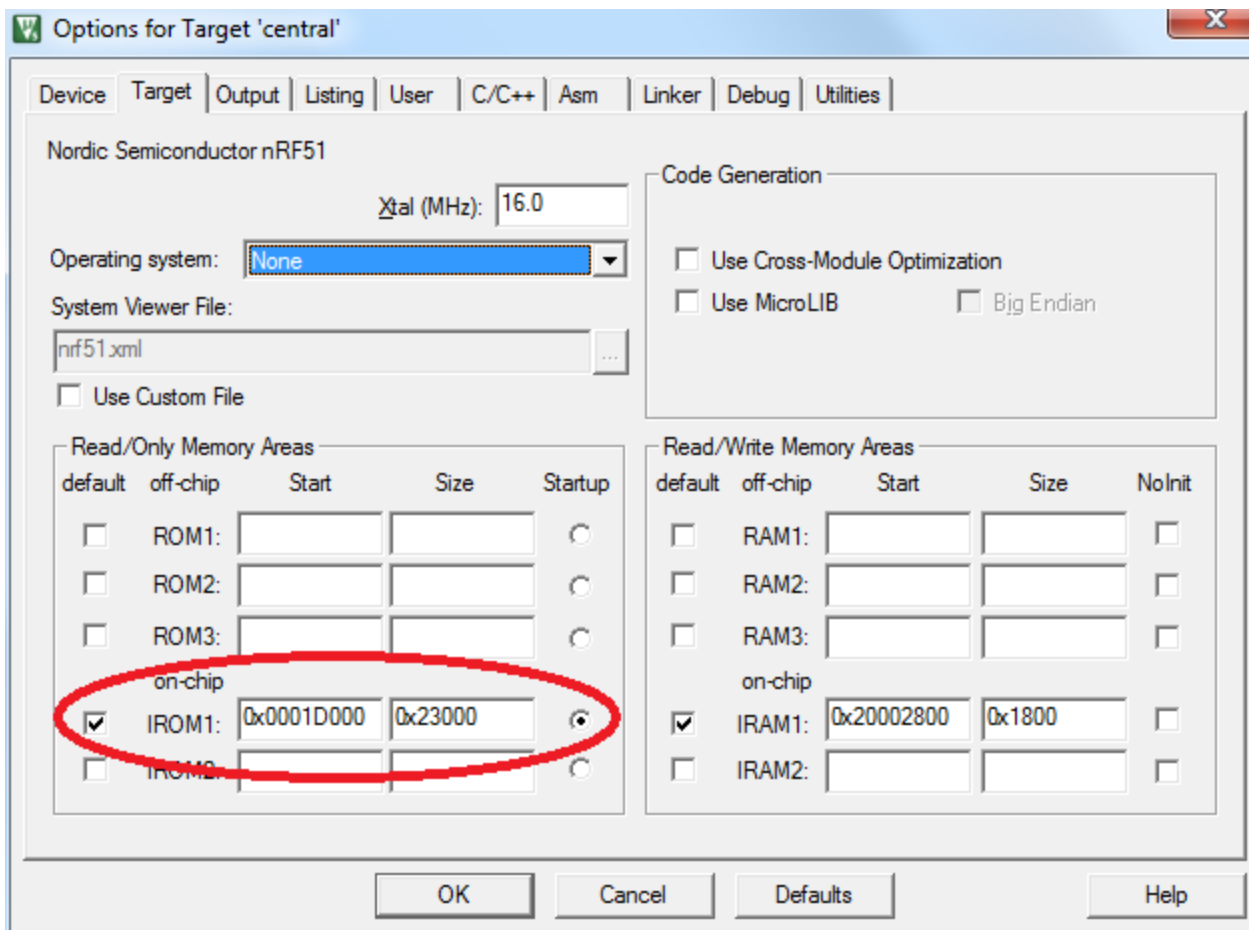 Options for Target 'central'
Device Target Output Listing User C/C++ Asm Linker Debug Utilities
Nordic Semiconductor nRF51
Xtal (MHz): 16.0
Operating system: None
System Viewer File:
nrf51.xml ...
Use Custom File
Code Generation
Use Cross-Module Optimization
Use MicroLIB Big Endian
Read/Only Memory Areas
default off-chip Start Size Startup
ROM1:
ROM2:
ROM3:
on-chip
IROM1: 0x0001D000 0x23000
IROM2:
Read/Write Memory Areas
default off-chip Start Size NoInit
RAM1:
RAM2:
RAM3:
on-chip
IRAM1: 0x20002800 0x1800
IRAM2:
OK Cancel Defaults Help